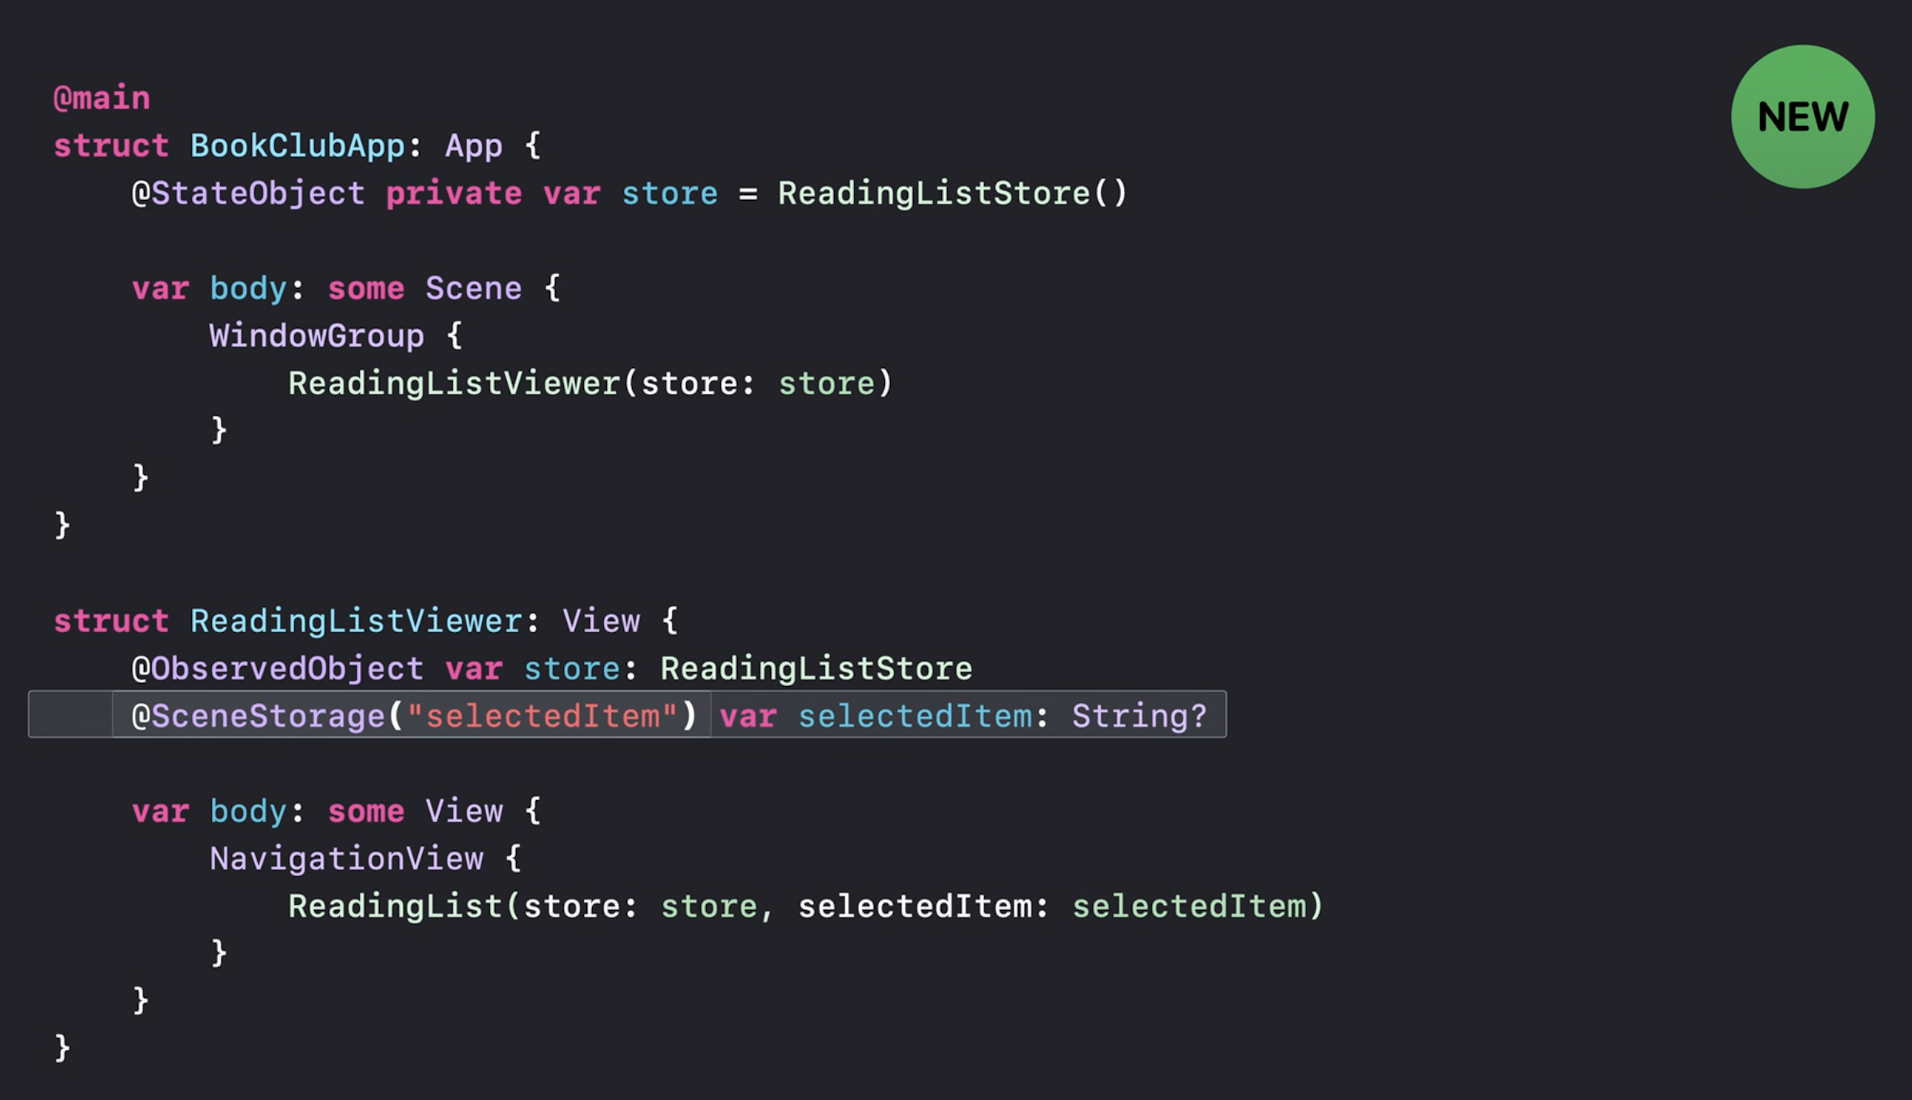 NEW
@main
struct BookClubApp: App {
    @StateObject private var store = ReadingListStore()
    var body: some Scene {
        WindowGroup {
            ReadingListViewer(store: store)
        }
    }
}
struct ReadingListViewer: View {
    @ObservedObject var store: ReadingListStore
    @SceneStorage("selectedItem") var selectedItem: String?
    var body: some View {
        NavigationView {
            ReadingList(store: store, selectedItem: selectedItem)
        }
    }
}